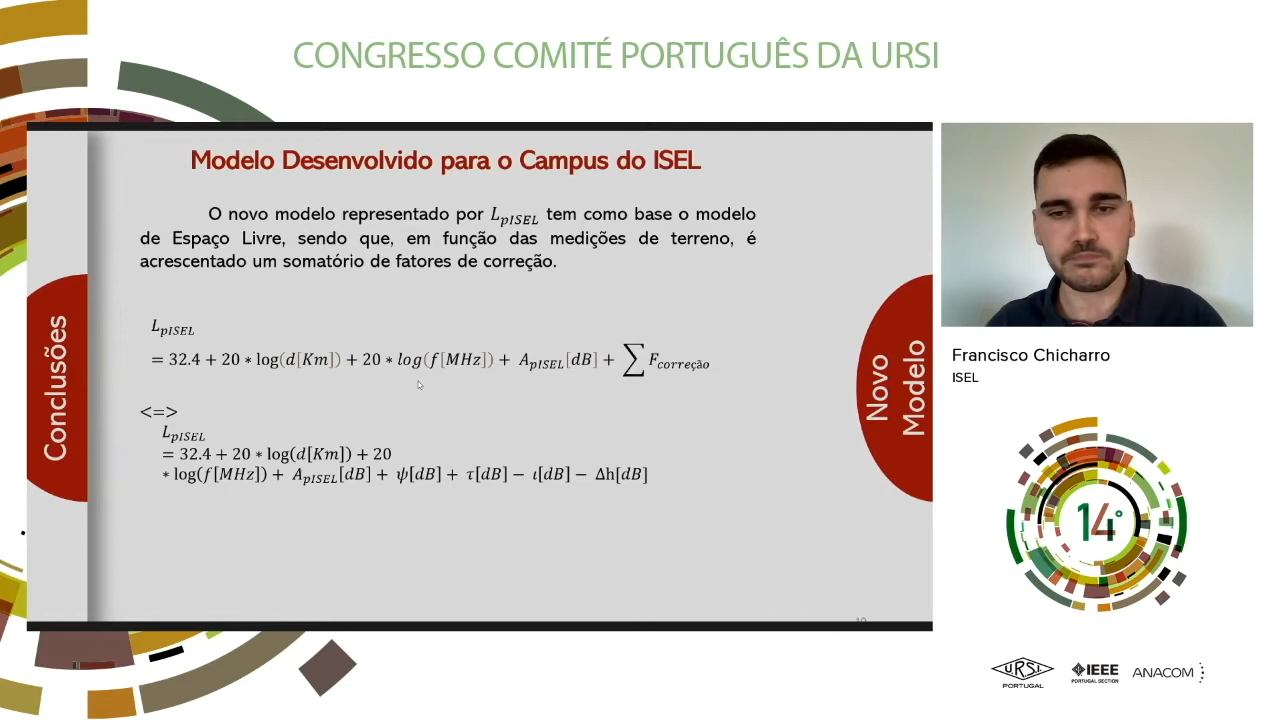 CONGRESSO COMITÉ PORTUGUÊS DA URSI
Modelo Desenvolvido para o Campus do ISEL
O novo modelo representado por L_pISEL tem como base o modelo
de Espaço Livre, sendo que, em função das medições de terreno, é
acrescentado um somatório de fatores de correção.
L_pISEL
= 32.4 + 20 * log(d[Km]) + 20 * log(f[MHz]) + A_pISEL[dB] + ∑ F_correção
<=>
L_pISEL
= 32.4 + 20 * log(d[Km]) + 20
* log(f[MHz]) + A_pISEL[dB] + ψ[dB] + τ[dB] − ι[dB] − Δh[dB]
Conclusões
Novo
Modelo
Francisco Chicharro
ISEL
14°
URSI
PORTUGAL
IEEE
PORTUGAL SECTION
ANACOM